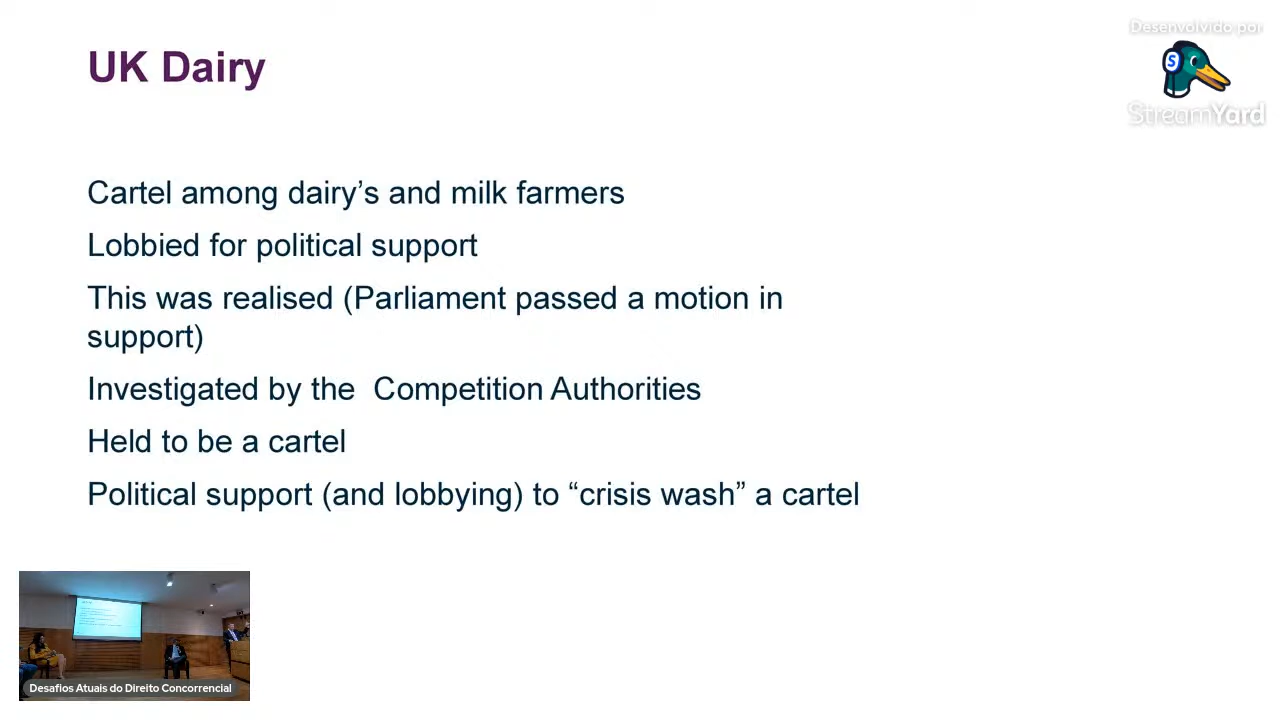 Desenvolvido por
StreamYard
UK Dairy
Cartel among dairy’s and milk farmers
Lobbied for political support
This was realised (Parliament passed a motion in
support)
Investigated by the  Competition Authorities
Held to be a cartel
Political support (and lobbying) to “crisis wash” a cartel
Desafios Atuais do Direito Concorrencial